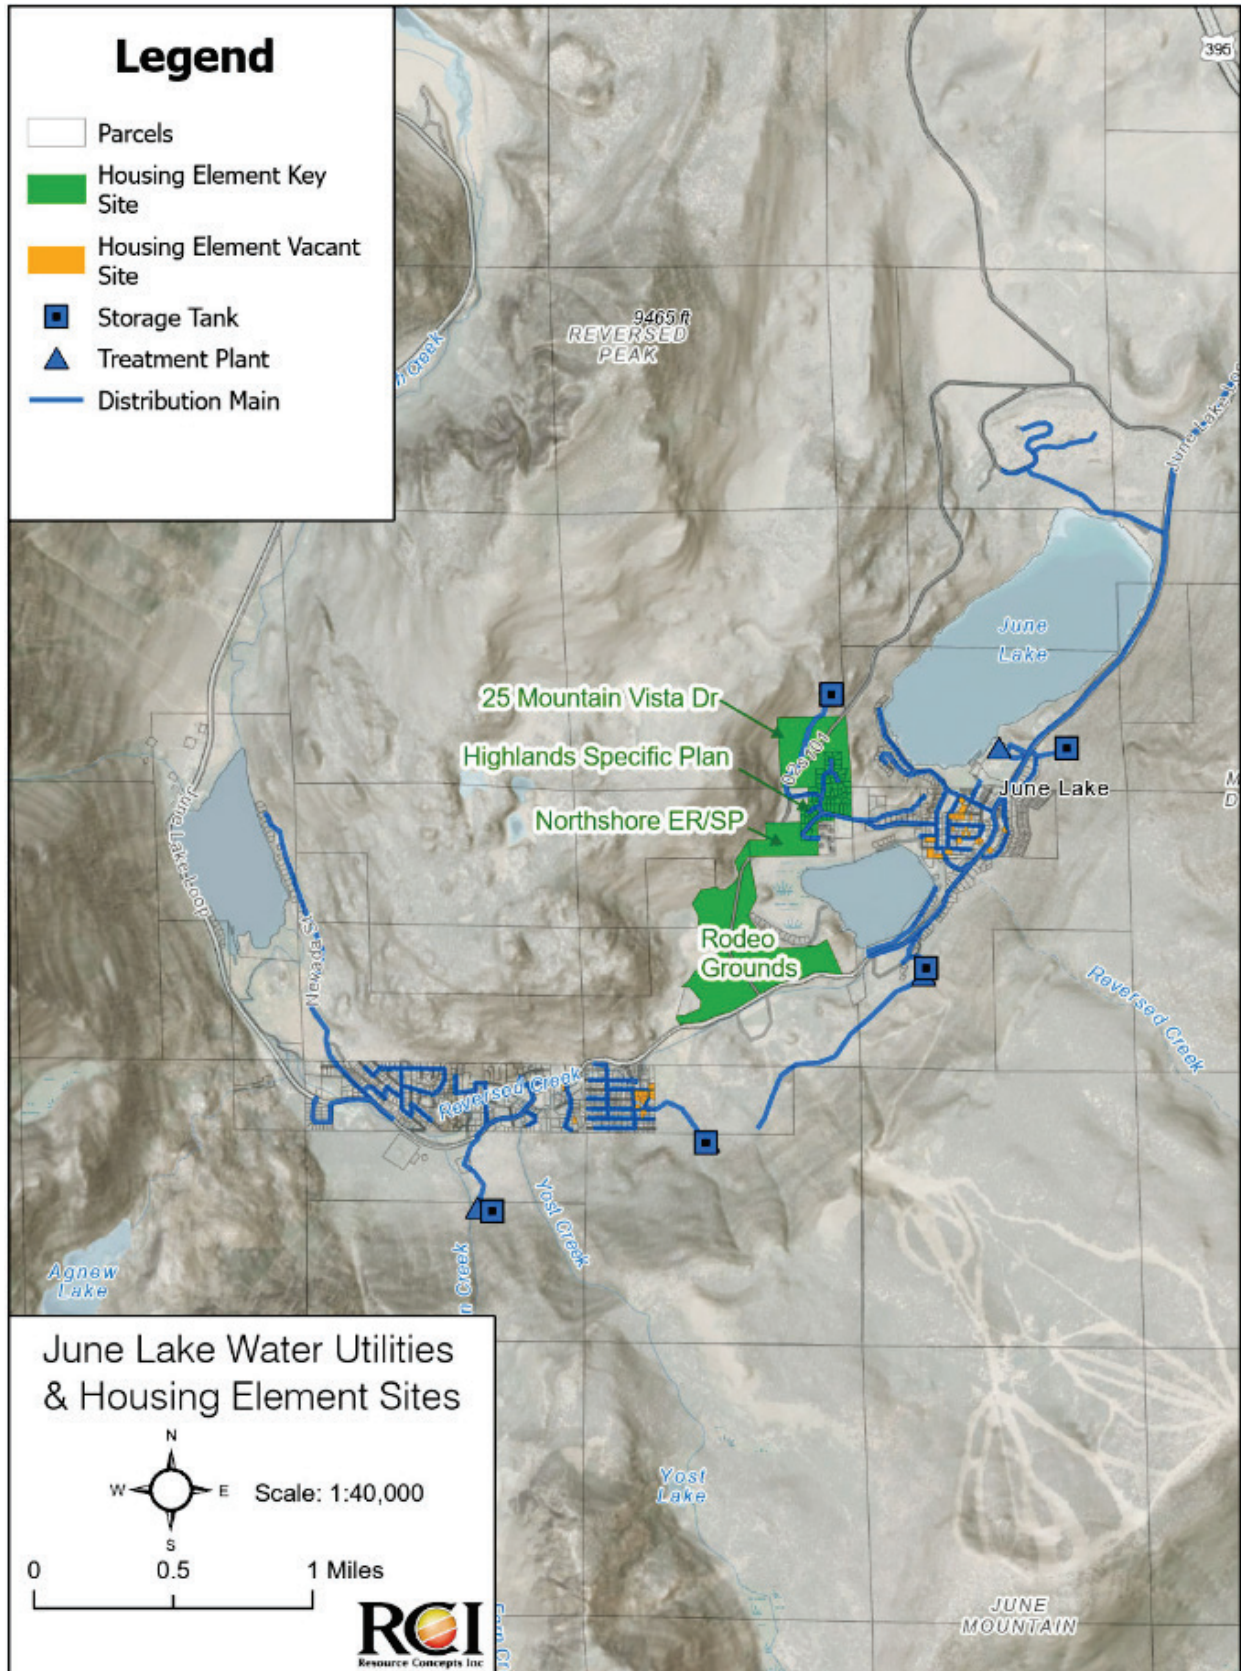 Legend
Parcels
Housing Element Key
Site
Housing Element Vacant
Site
Storage Tank
Treatment Plant
Distribution Main
395
9465 ft
REVERSED
PEAK
Creek
June Lake Lo
June
Lake
25 Mountain Vista Dr
Highlands Specific Plan
02s101
Northshore ER/SP
June Lake
Rodeo
Grounds
June Lake Loop
Nevada St
Reversed Creek
Reversed Creek
Yost Creek
Creek
Agnew
Lake
Yost
Lake
JUNE
MOUNTAIN
June Lake Water Utilities
& Housing Element Sites
N
W E
S
Scale: 1:40,000
0 0.5 1 Miles
RCI
Resource Concepts Inc